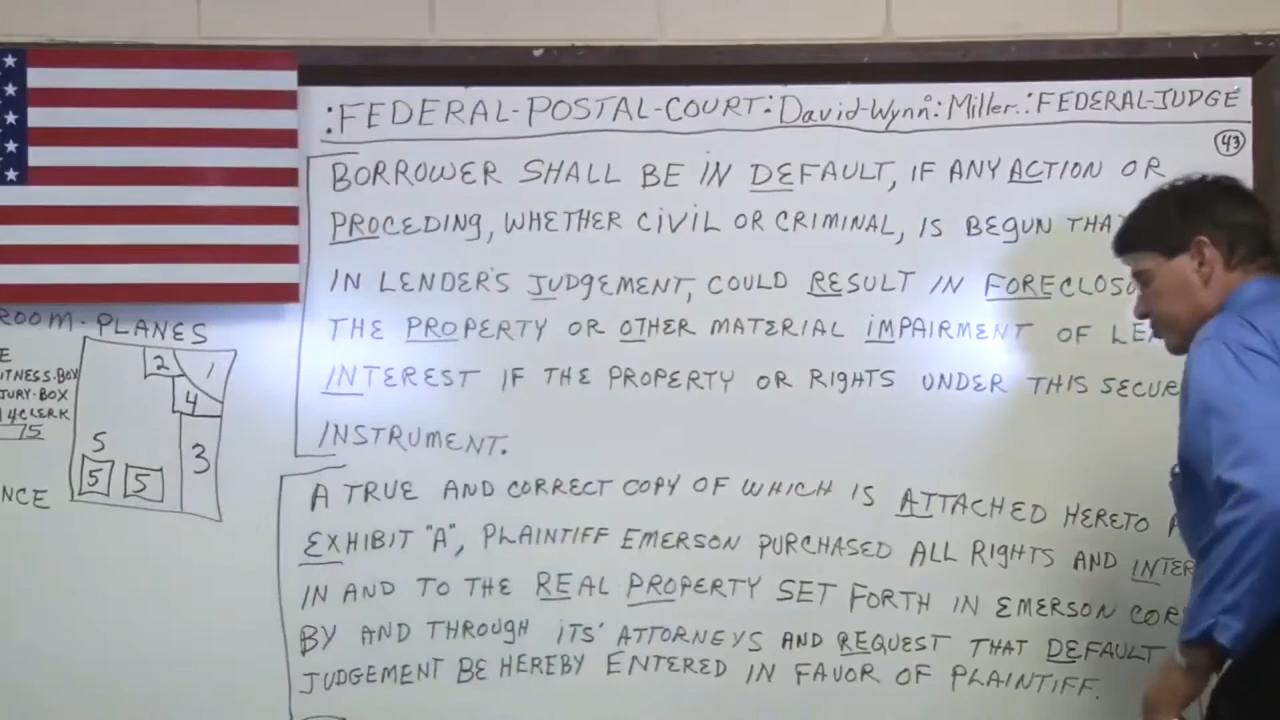 :FEDERAL-POSTAL-COURT: David-Wynn: Miller.:FEDERAL-JUDGE
43
BORROWER SHALL BE IN DEFAULT, IF ANY ACTION OR
PROCEDING, WHETHER CIVIL OR CRIMINAL, IS BEGUN
IN LENDER'S JUDGEMENT, COULD RESULT IN
THE PROPERTY OR OTHER MATERIAL IMPAIRMENT OF
INTEREST IF THE PROPERTY OR RIGHTS UNDER THIS
INSTRUMENT.
A TRUE AND CORRECT COPY OF WHICH IS ATTACHED HERETO
EXHIBIT "A", PLAINTIFF EMERSON PURCHASED ALL RIGHTS AND
IN AND TO THE REAL PROPERTY SET FORTH IN EMERSON
BY AND THROUGH ITS' ATTORNEYS AND REQUEST THAT DEFAULT
JUDGEMENT BE HEREBY ENTERED IN FAVOR OF PLAINTIFF.
ROOM-PLANES
2
1
4
3
5
5
5
BOX
JURY-BOX
4 CLERK